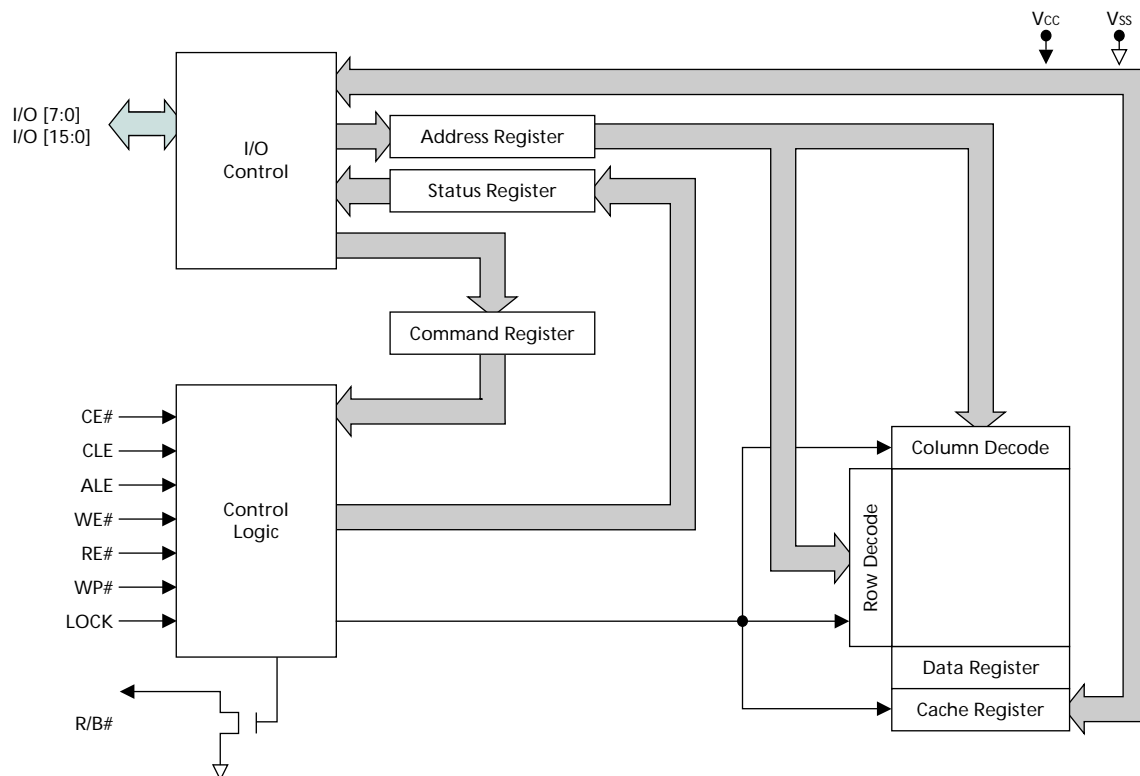 Vcc
Vss
I/O [7:0]
I/O [15:0]
I/O
Control
Address Register
Status Register
Command Register
CE#
CLE
ALE
WE#
RE#
WP#
LOCK
Control
Logic
Column Decode
Row Decode
Data Register
Cache Register
R/B#